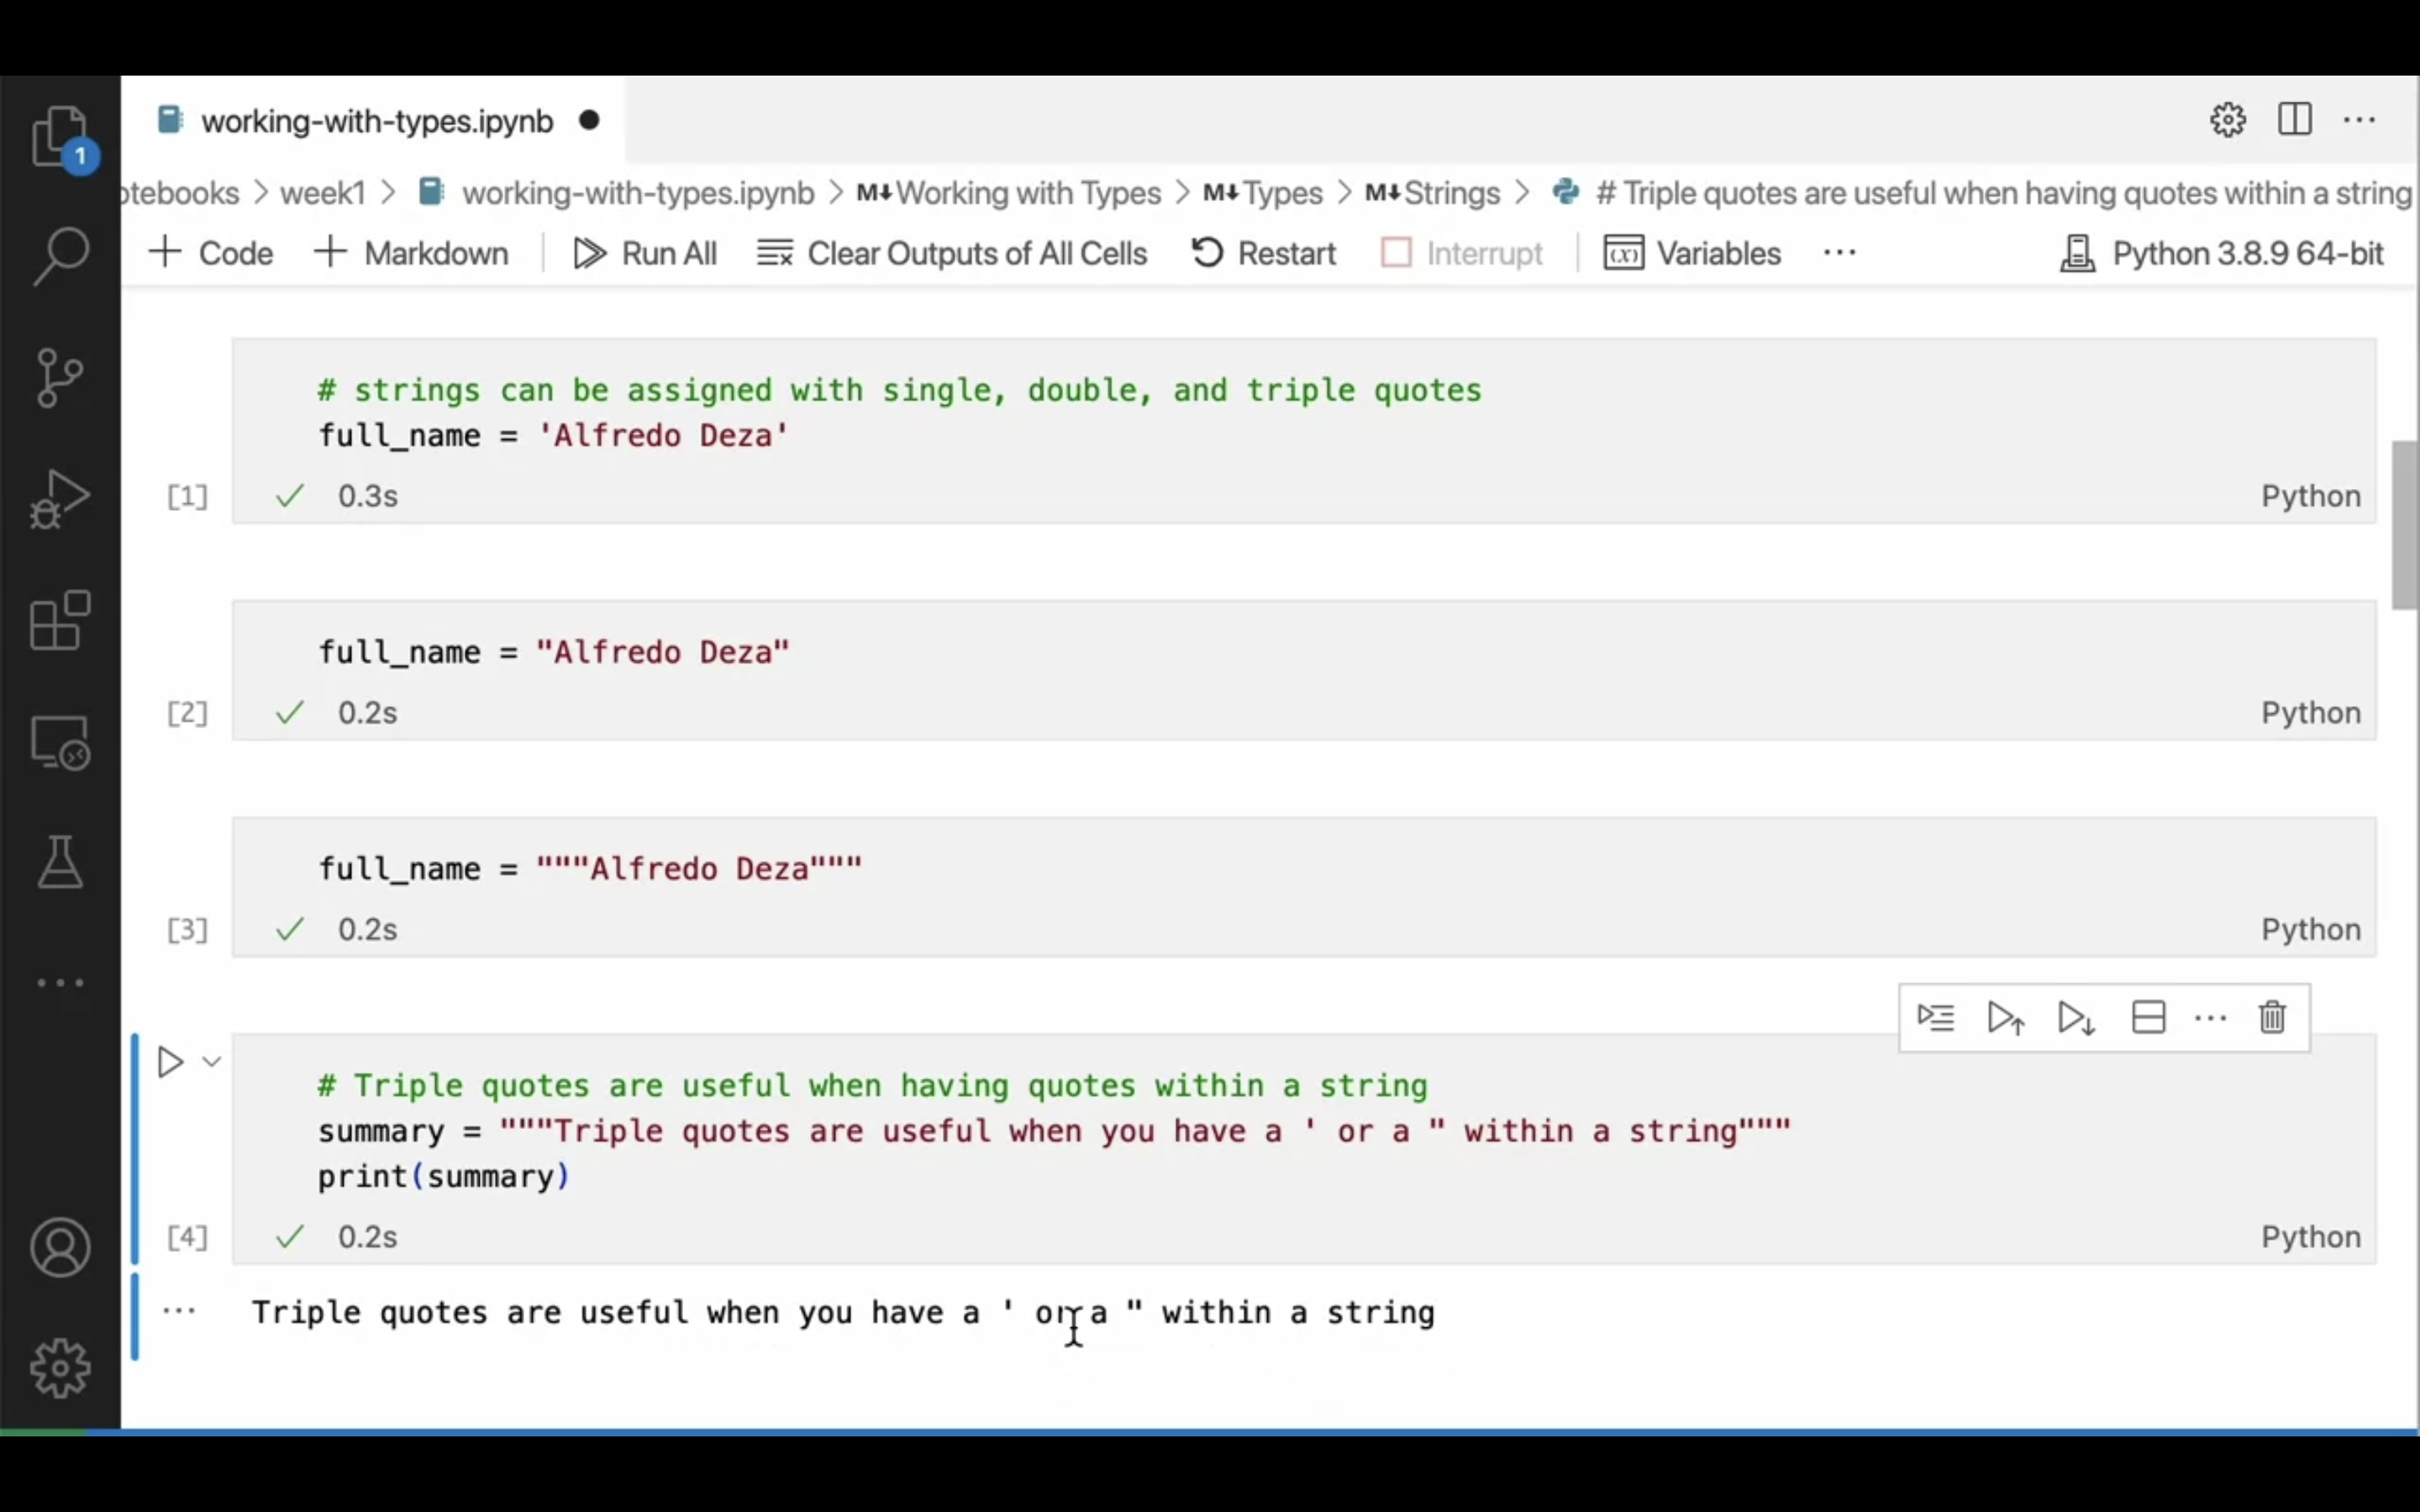 working-with-types.ipynb
1
otebooks > week1 > working-with-types.ipynb > M↓Working with Types > M↓Types > M↓Strings > # Triple quotes are useful when having quotes within a string
+ Code + Markdown Run All Clear Outputs of All Cells Restart Interrupt Variables ... Python 3.8.9 64-bit
# strings can be assigned with single, double, and triple quotes
full_name = 'Alfredo Deza'
[1] ✓ 0.3s Python
full_name = "Alfredo Deza"
[2] ✓ 0.2s Python
full_name = """Alfredo Deza"""
[3] ✓ 0.2s Python
# Triple quotes are useful when having quotes within a string
summary = """Triple quotes are useful when you have a ' or a " within a string"""
print(summary)
[4] ✓ 0.2s Python
... Triple quotes are useful when you have a ' or a " within a string